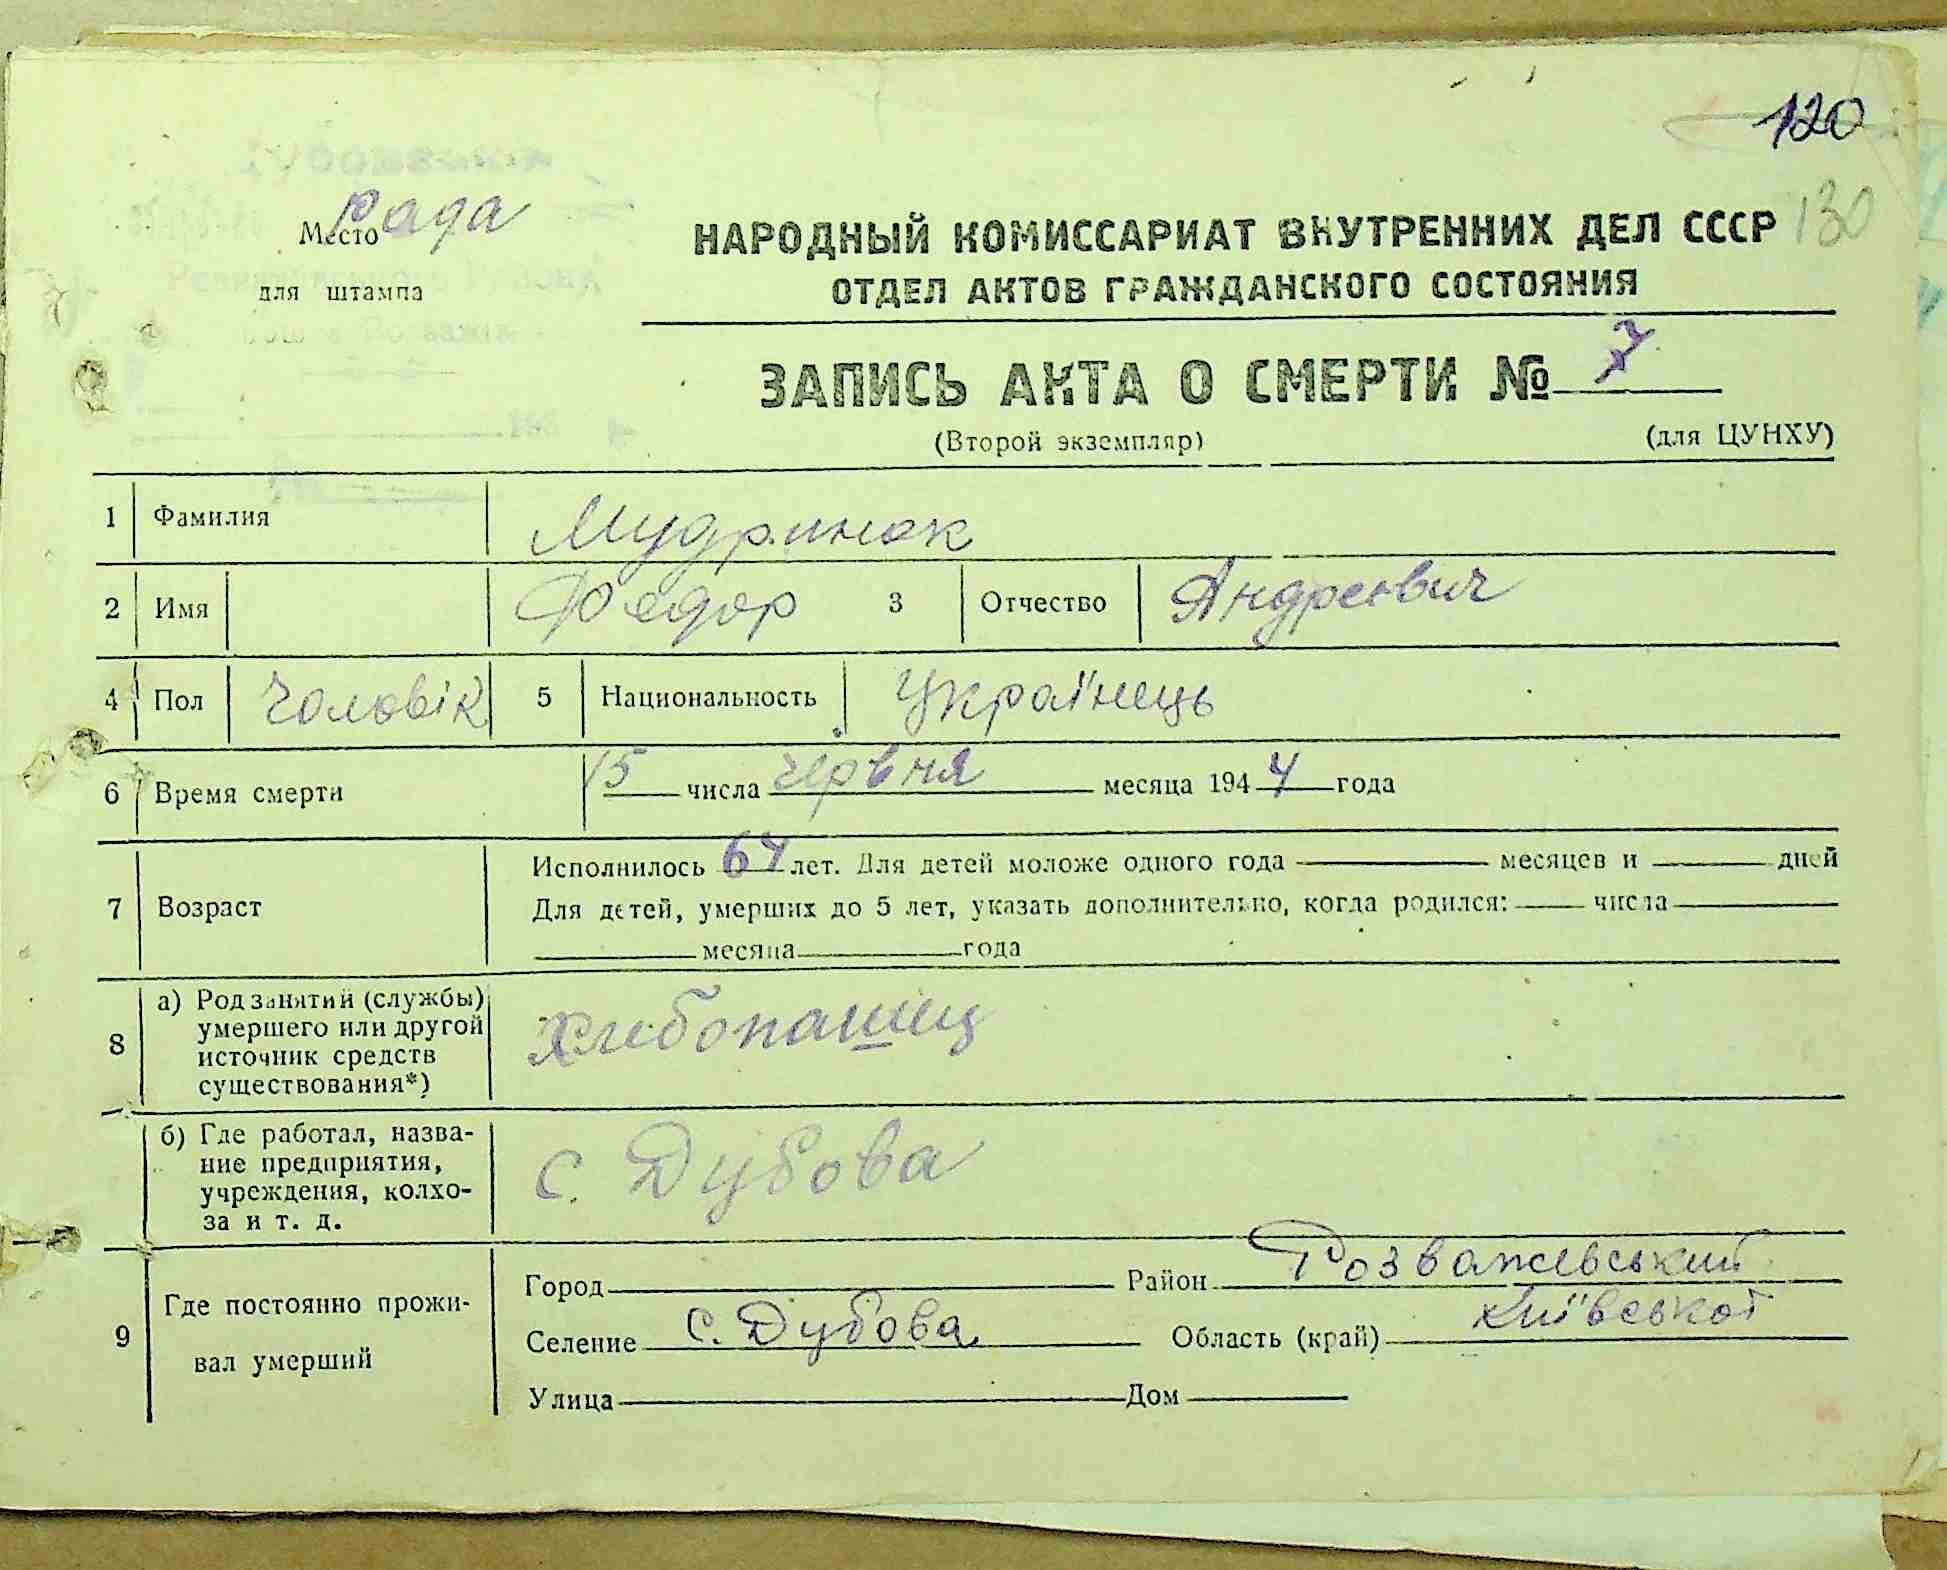 120
Рада
Место
для штампа
130
НАРОДНЫЙ КОМИССАРИАТ ВНУТРЕННИХ ДЕЛ СССР
ОТДЕЛ АКТОВ ГРАЖДАНСКОГО СОСТОЯНИЯ
ЗАПИСЬ АКТА О СМЕРТИ № 7
(Второй экземпляр) (для ЦУНХУ)
1 Фамилия Мудринок
2 Имя Федор 3 Отчество Андреевич
4 Пол Чоловік 5 Национальность Українець
6 Время смерти 15 числа червня месяца 1944 года
7 Возраст
Исполнилось 64 лет. Для детей моложе одного года месяцев и дней
Для детей, умерших до 5 лет, указать дополнительно, когда родился: числа
месяца года
8 а) Род занятий (службы)
умершего или другой
источник средств
существования*)
Хлибопашец
б) Где работал, назва-
ние предприятия,
учреждения, колхо-
за и т. д.
с. Дубова
9 Где постоянно прожи-
вал умерший
Город Район Розважевський
Селение с. Дубова Область (край) Київської
Улица Дом